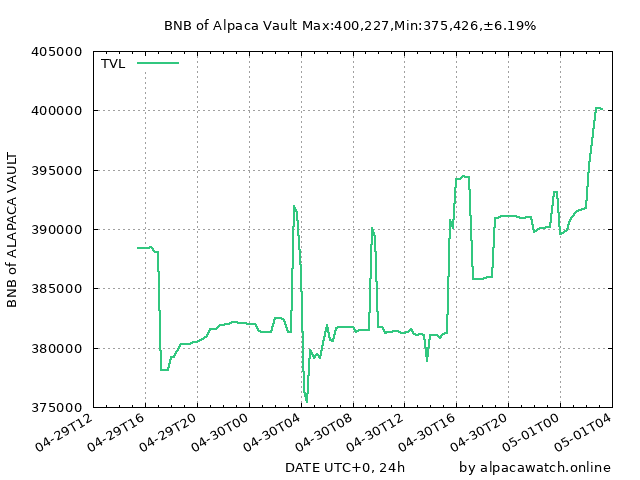 BNB of Alpaca Vault Max:400,227,Min:375,426,±6.19%
405000
TVL
400000
395000
390000
385000
380000
375000
BNB of ALAPACA VAULT
04-29T12
04-29T16
04-29T20
04-30T00
04-30T04
04-30T08
04-30T12
04-30T16
04-30T20
05-01T00
05-01T04
DATE UTC+0, 24h
by alpacawatch.online